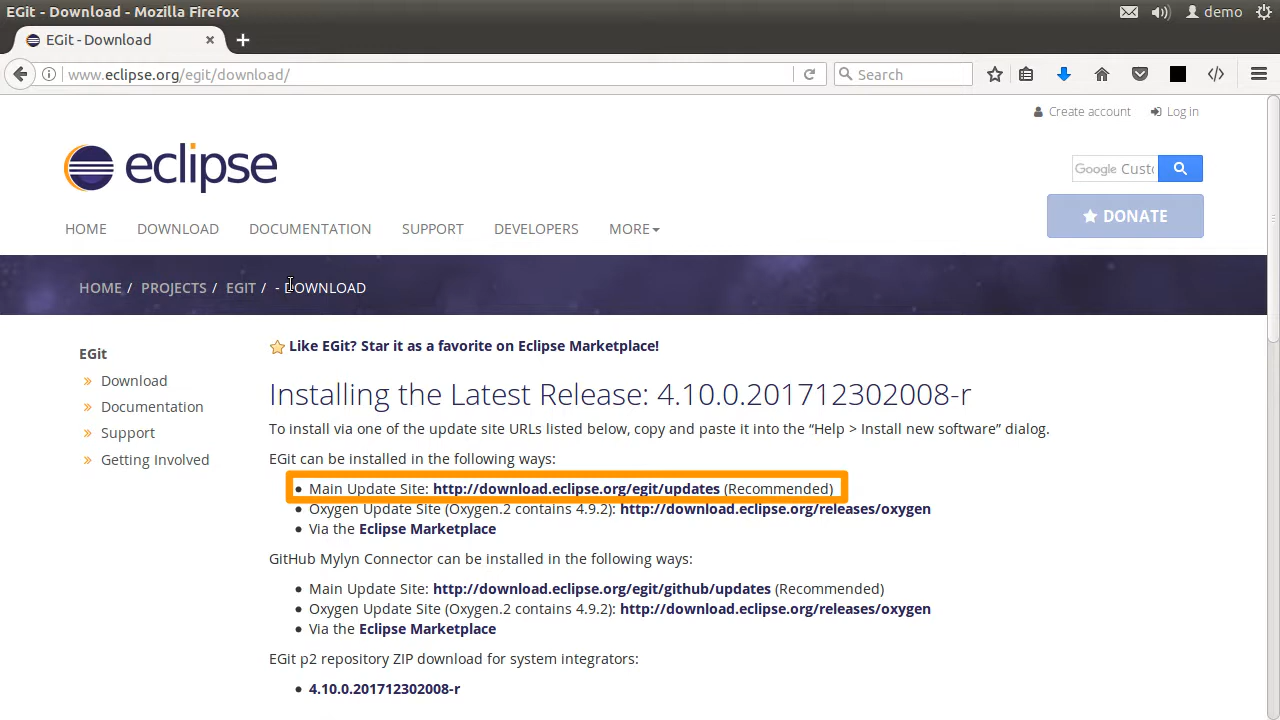 EGit - Download - Mozilla Firefox
demo
EGit - Download
www.eclipse.org/egit/download/
Search
Create account
Log in
eclipse
Google Custo
DONATE
HOME
DOWNLOAD
DOCUMENTATION
SUPPORT
DEVELOPERS
MORE
HOME / PROJECTS / EGIT / - DOWNLOAD
EGit
Download
Documentation
Support
Getting Involved
Like EGit? Star it as a favorite on Eclipse Marketplace!
Installing the Latest Release: 4.10.0.201712302008-r
To install via one of the update site URLs listed below, copy and paste it into the “Help > Install new software” dialog.
EGit can be installed in the following ways:
Main Update Site: http://download.eclipse.org/egit/updates (Recommended)
Oxygen Update Site (Oxygen.2 contains 4.9.2): http://download.eclipse.org/releases/oxygen
Via the Eclipse Marketplace
GitHub Mylyn Connector can be installed in the following ways:
Main Update Site: http://download.eclipse.org/egit/github/updates (Recommended)
Oxygen Update Site (Oxygen.2 contains 4.9.2): http://download.eclipse.org/releases/oxygen
Via the Eclipse Marketplace
EGit p2 repository ZIP download for system integrators:
4.10.0.201712302008-r